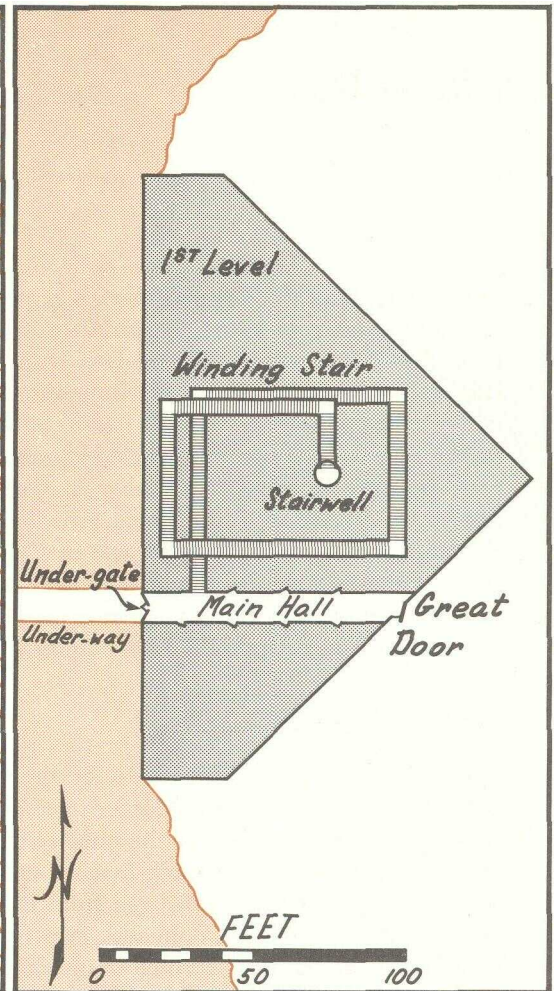 1ST Level
Winding Stair
Stairwell
Under-gate
Main Hall
Great
Door
Under-way
N
FEET
0 50 100